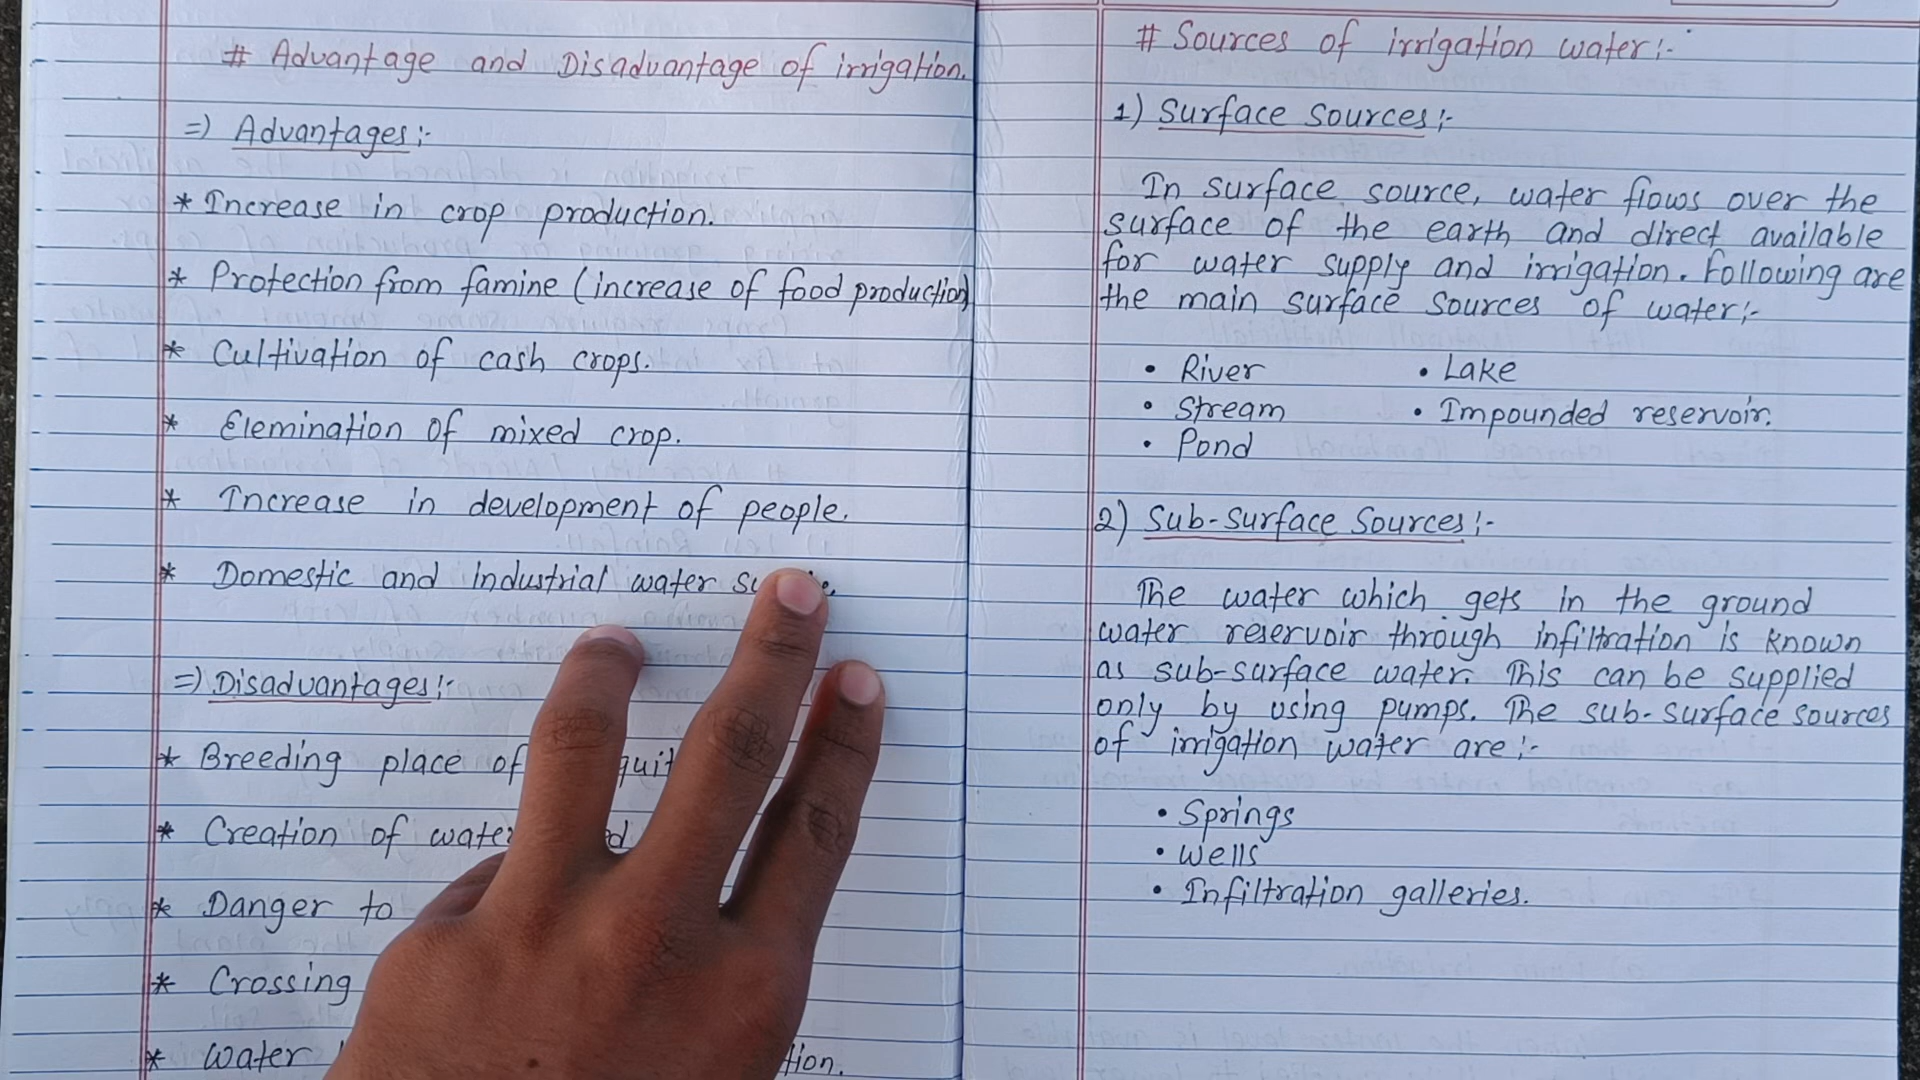 # Advantage and Disadvantage of irrigation.
=) Advantages :-
* Increase in crop production.
* Protection from famine (increase of food production)
* Cultivation of cash crops.
* Elemination of mixed crop.
* Increase in development of people.
* Domestic and industrial water
=) Disadvantages :-
* Breeding place of
* Creation of
* Danger to
* Crossing
* Water
# Sources of irrigation water :-
1) Surface Sources :-
In surface source, water flows over the
surface of the earth and direct available
for water supply and irrigation. Following are
the main surface sources of water :-
• River • Lake
• Stream • Impounded reservoir.
• Pond
2) Sub-Surface Sources :-
The water which gets in the ground
water reservoir through infiltration is known
as sub-surface water. This can be supplied
only by using pumps. The sub-surface sources
of irrigation water are :-
• Springs
• Wells
• Infiltration galleries.